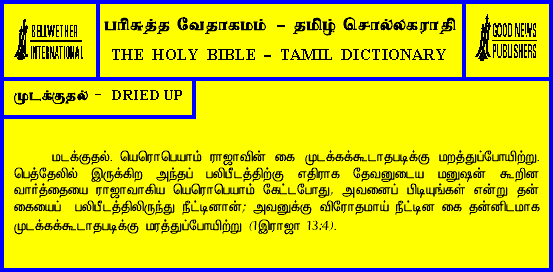 BELLWETHER
INTERNATIONAL
பரிசுத்த வேதாகமம் - தமிழ் சொல்லகராதி
THE HOLY BIBLE - TAMIL DICTIONARY
GOOD NEWS
PUBLISHERS
முடக்குதல் - DRIED UP
மடக்குதல். யெரொபெயாம் ராஜாவின் கை முடக்கக்கூடாதபடிக்கு மறத்துப்போயிற்று.
பெத்தேலில் இருக்கிற அந்தப் பலிபீடத்திற்கு எதிராக தேவனுடைய மனுஷன் கூறின
வார்த்தையை ராஜாவாகிய யெரொபெயாம் கேட்டபோது, அவனைப் பிடியுங்கள் என்று தன்
கையைப் பலிபீடத்திலிருந்து நீட்டினான்; அவனுக்கு விரோதமாய் நீட்டின கை தன்னிடமாக
முடக்கக்கூடாதபடிக்கு மரத்துப்போயிற்று (1இராஜா 13:4).